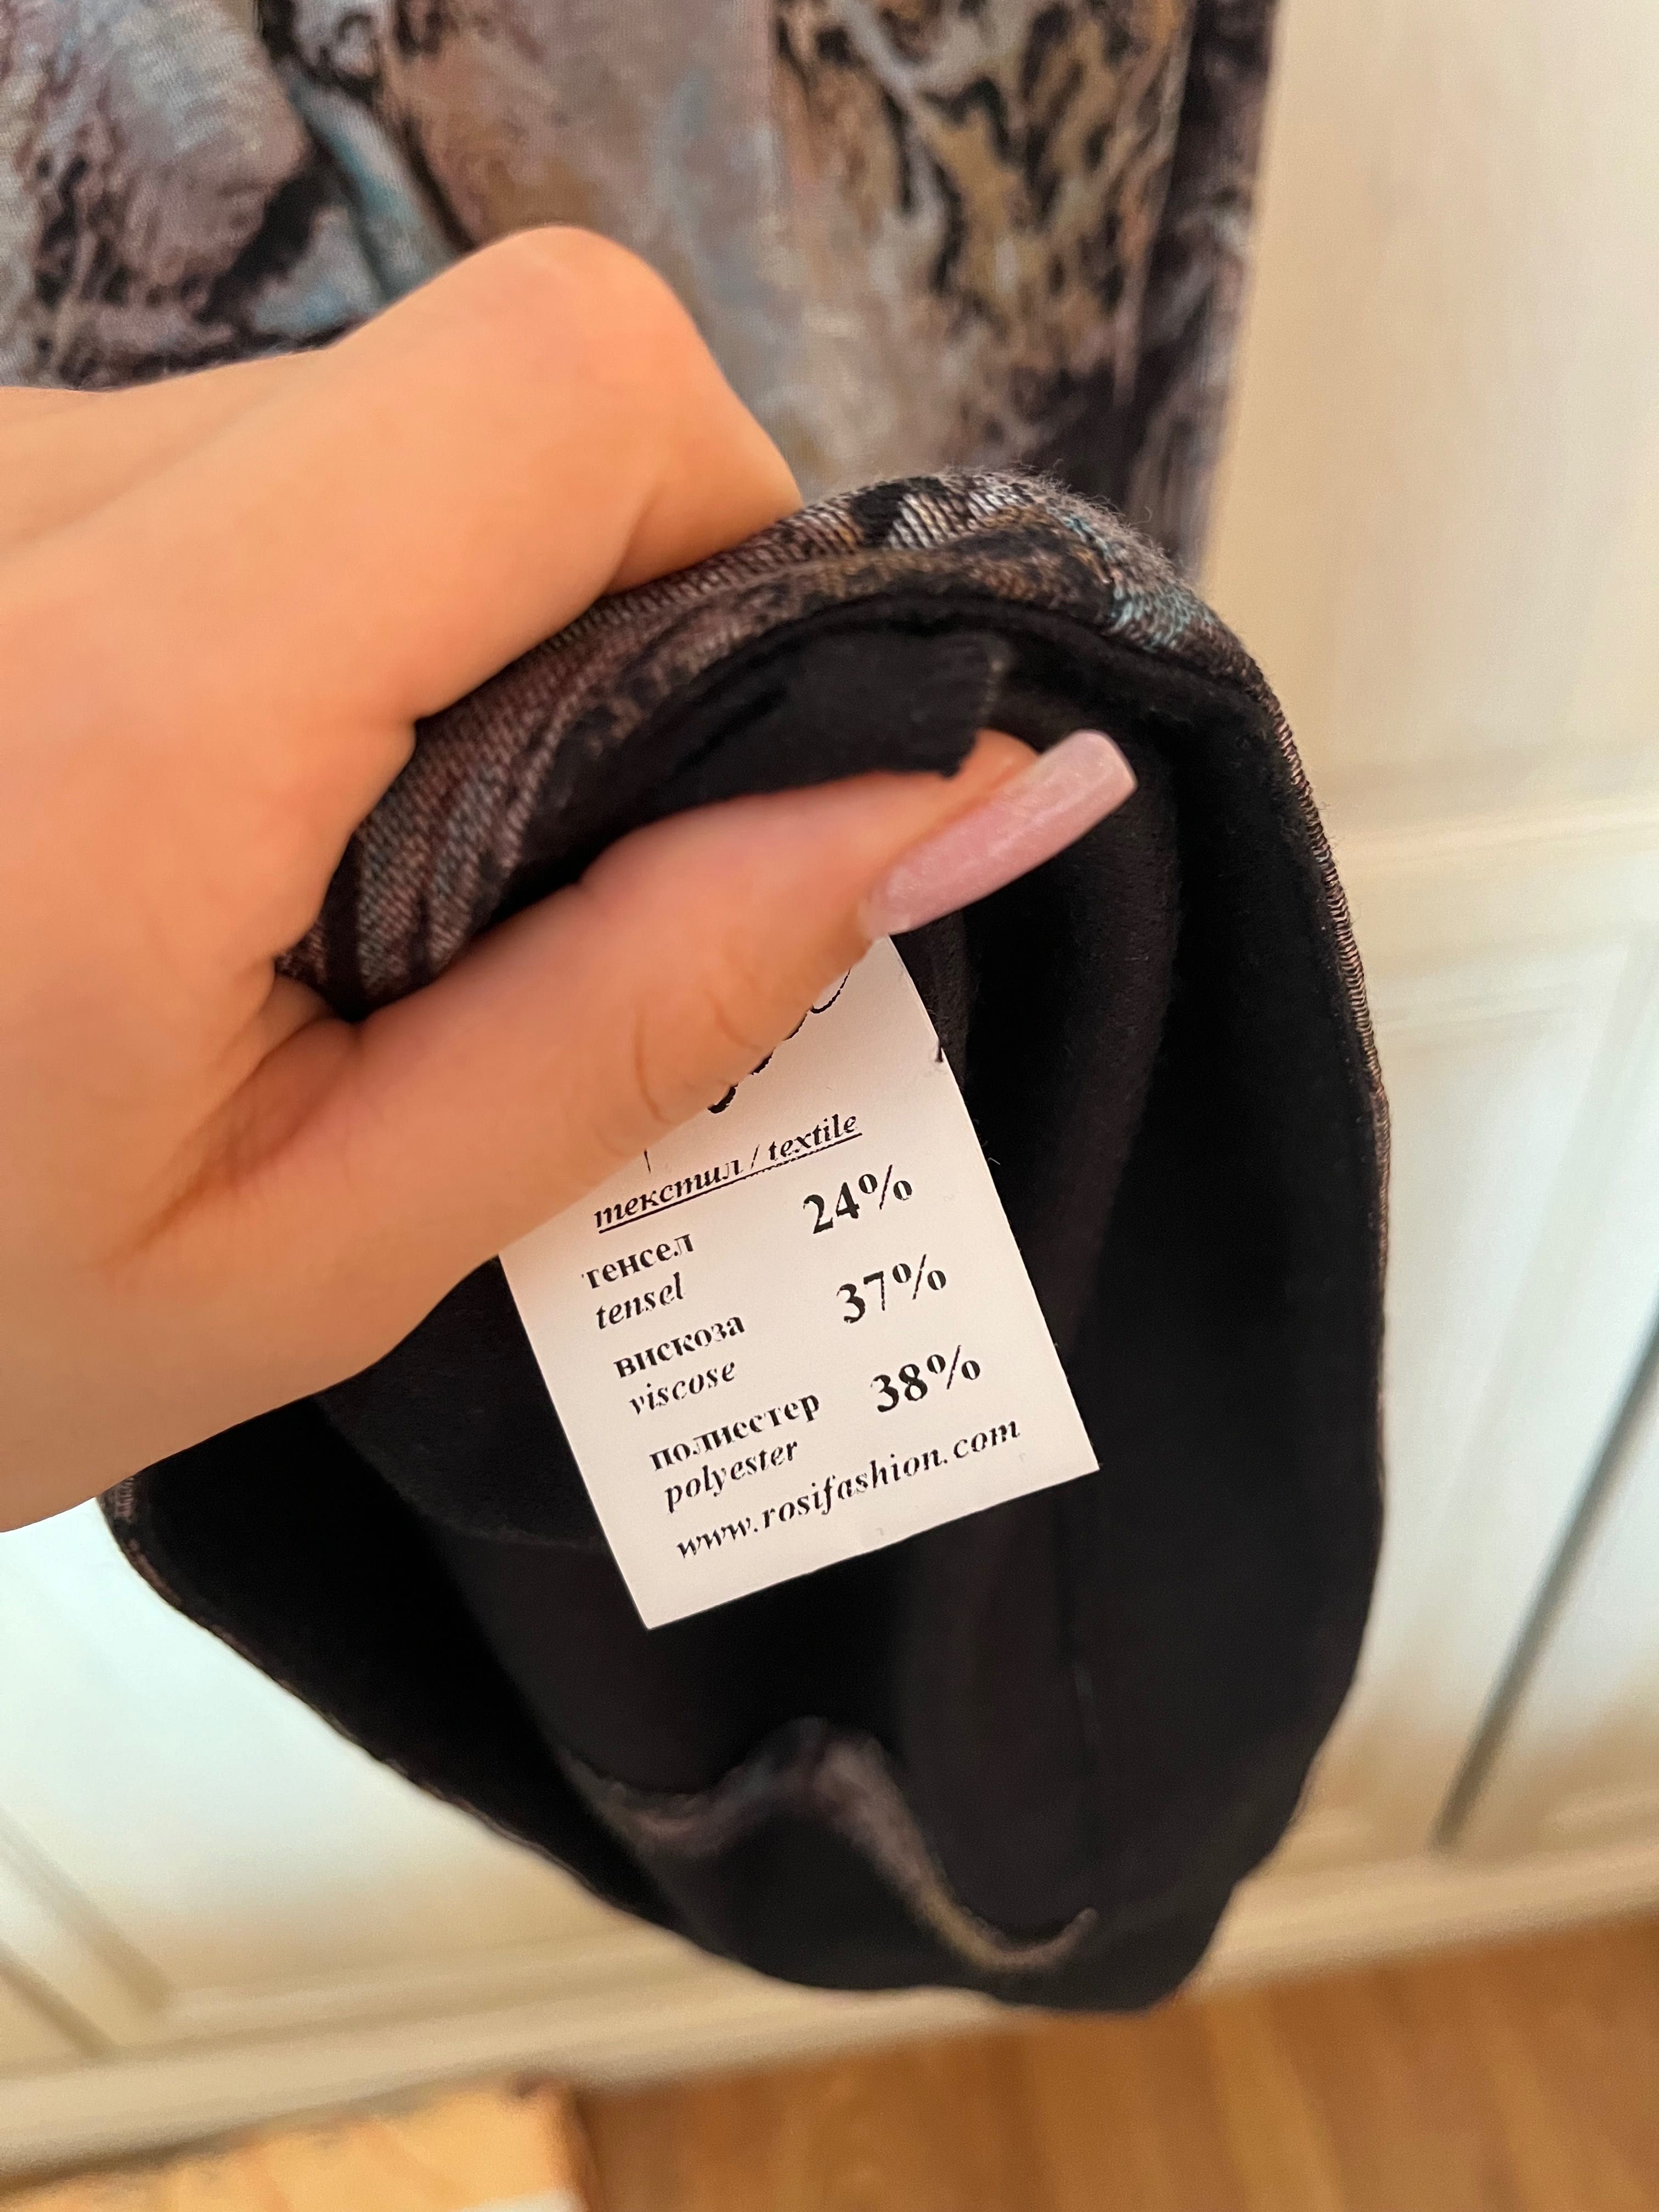 текстил / textile
тенсел 24%
tensel
вискоза 37%
viscose
полиестер 38%
polyester
www.rosifashion.com